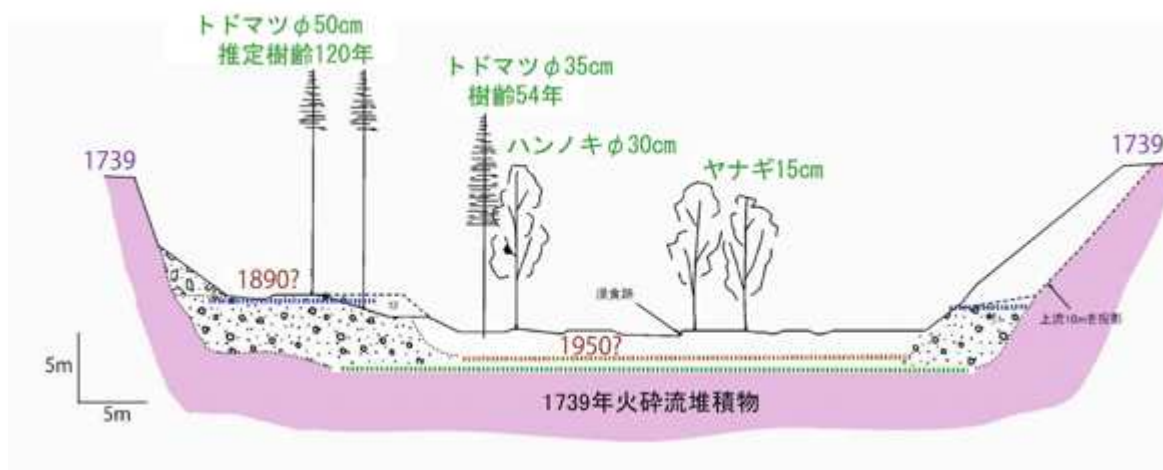 トドマツφ50cm
推定樹齢120年
トドマツφ35cm
樹齢54年
ハンノキφ30cm
ヤナギ15cm
1739
1739
1890?
浸食跡
上流10mを投影
1950?
5m
5m
1739年火砕流堆積物